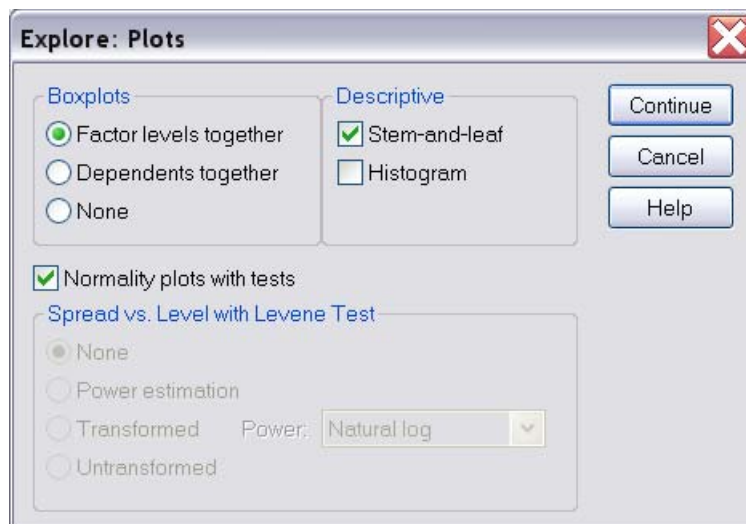 Explore: Plots
Boxplots
Factor levels together
Dependents together
None
Descriptive
Stem-and-leaf
Histogram
Continue
Cancel
Help
Normality plots with tests
Spread vs. Level with Levene Test
None
Power estimation
Transformed Power: Natural log
Untransformed